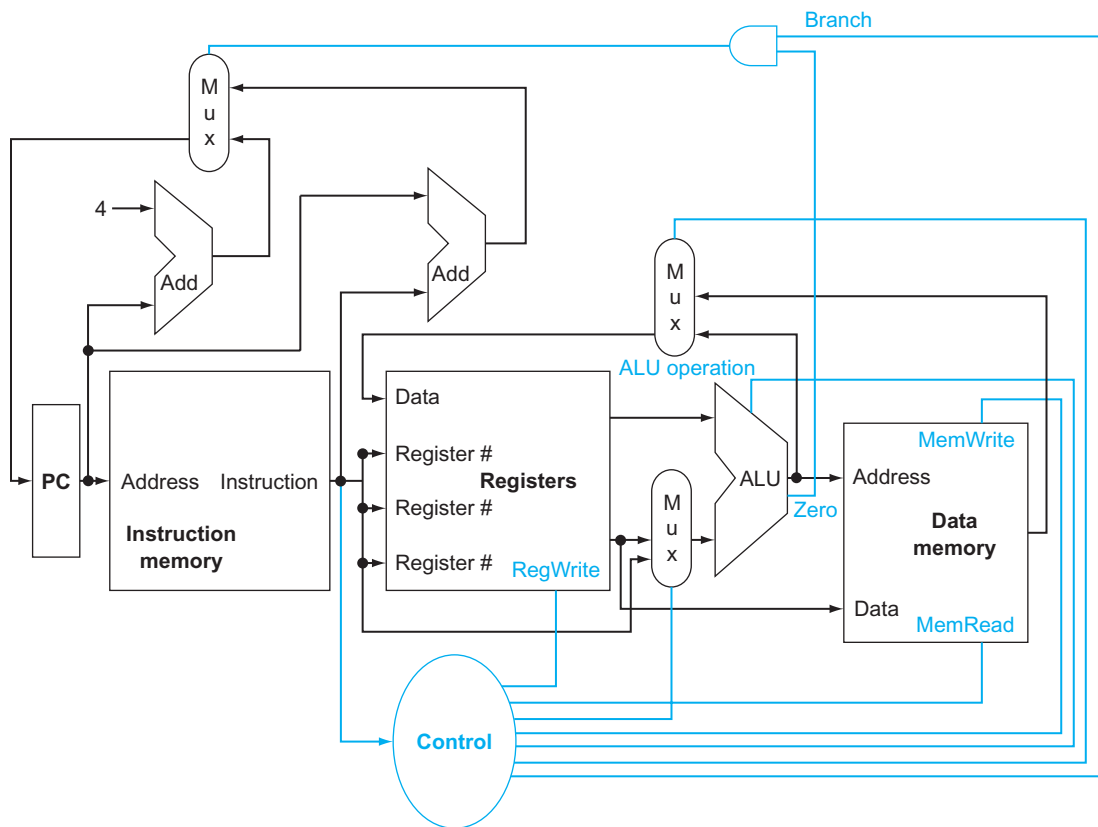 Branch
M
u
x
4
Add
Add
M
u
x
ALU operation
Data
Register #
Registers
Register #
Register #
RegWrite
PC
Address
Instruction
Instruction
memory
M
u
x
ALU
Zero
MemWrite
Address
Data
memory
Data
MemRead
Control